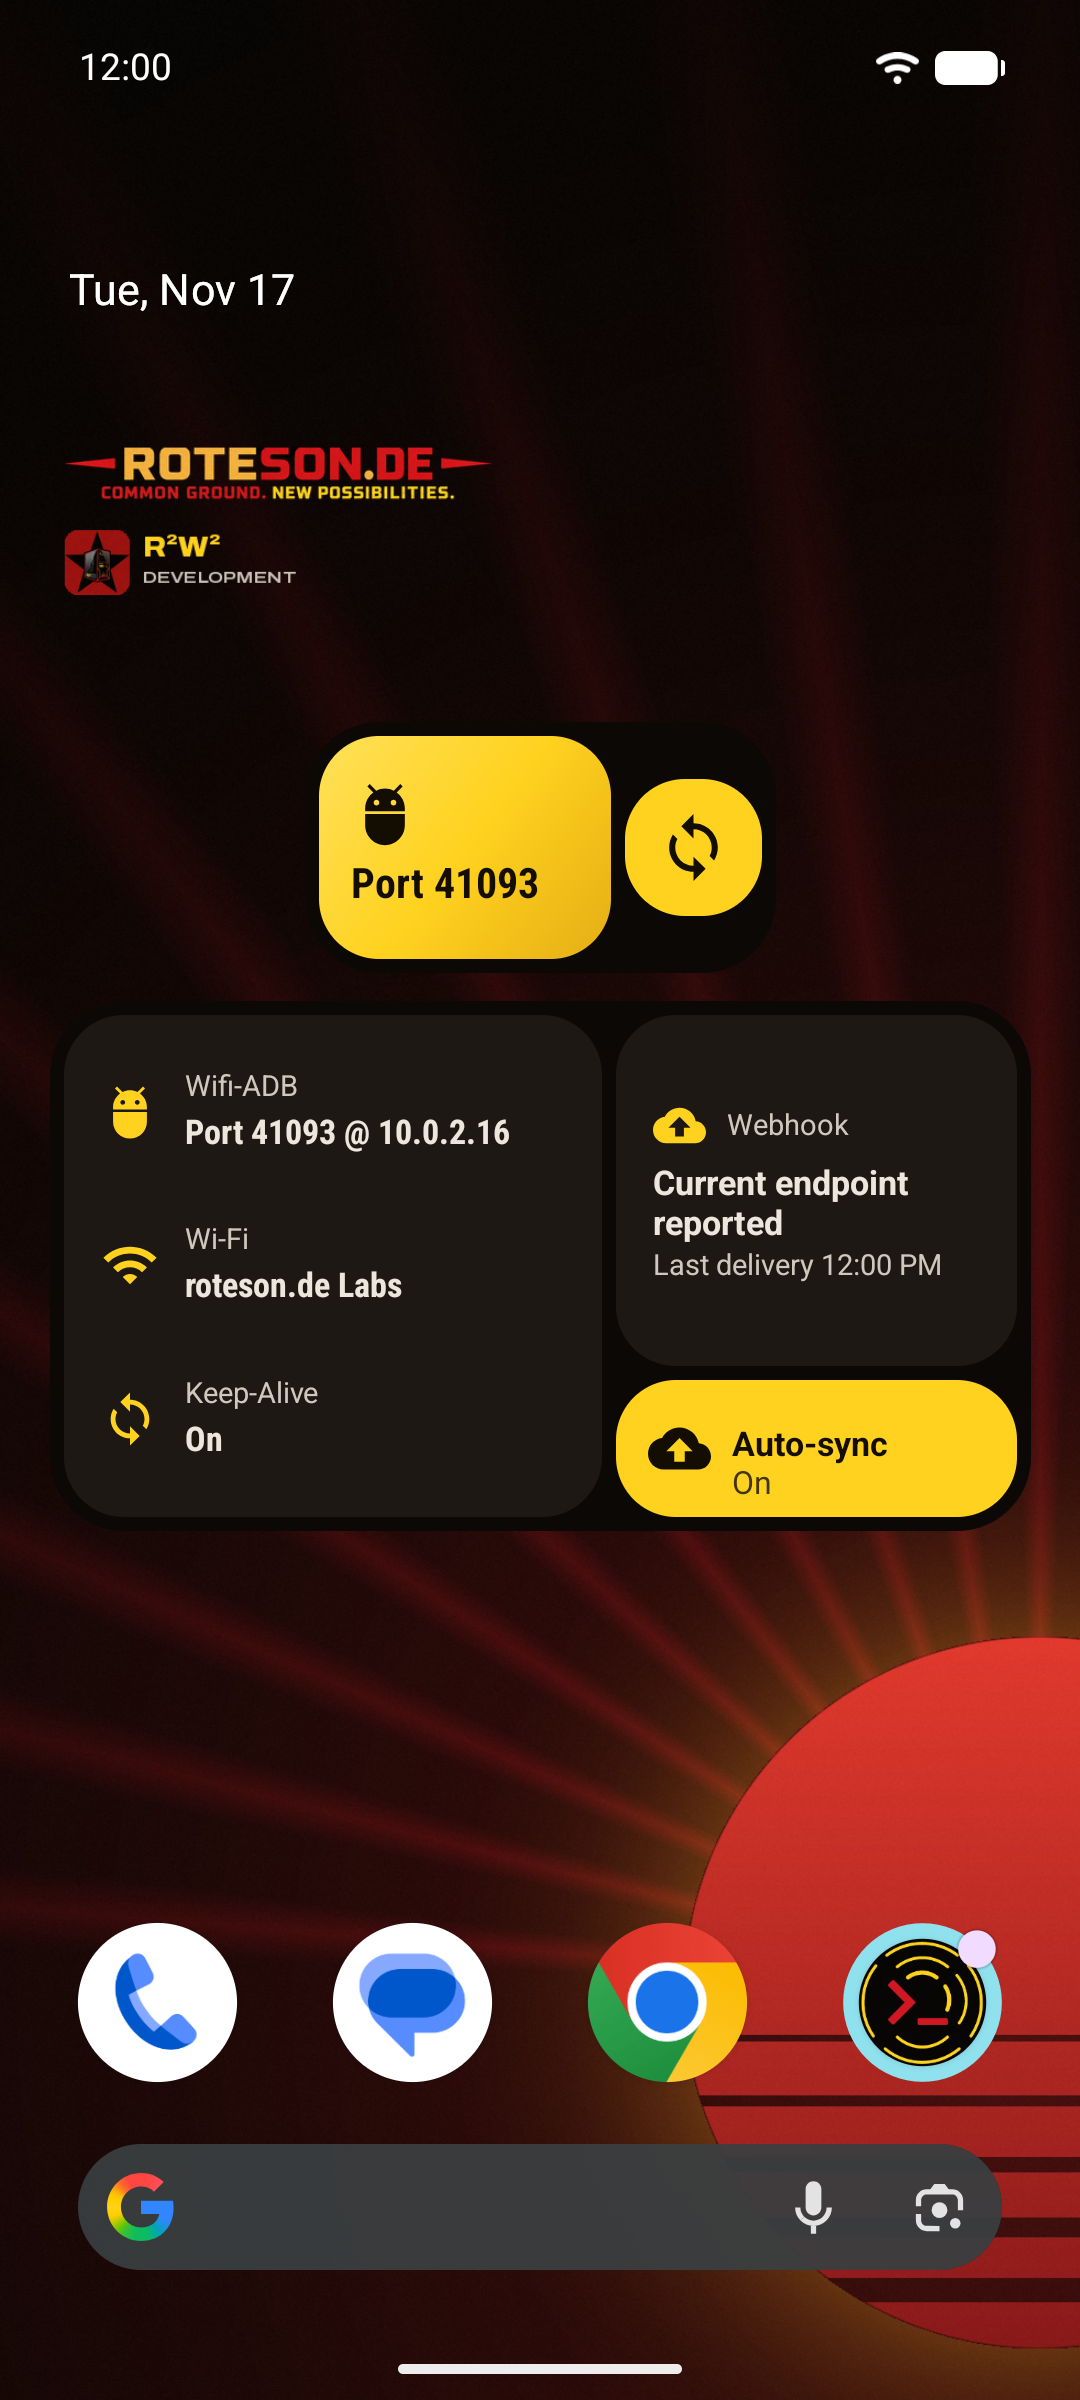 12:00
Tue, Nov 17
ROTESON.DE
COMMON GROUND. NEW POSSIBILITIES.
R²W²
DEVELOPMENT
Port 41093
Wifi-ADB
Port 41093 @ 10.0.2.16
Wi-Fi
roteson.de Labs
Keep-Alive
On
Webhook
Current endpoint
reported
Last delivery 12:00 PM
Auto-sync
On